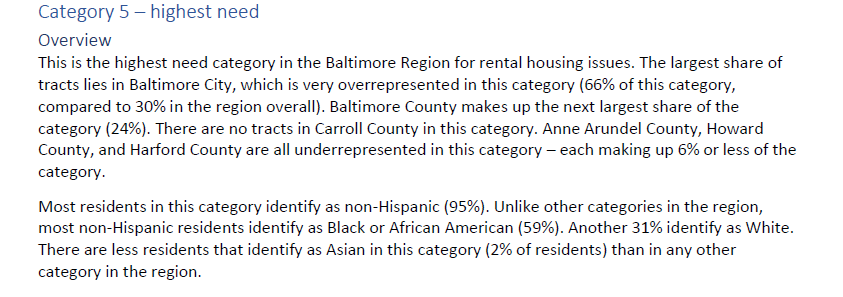 Category 5 – highest need
Overview
This is the highest need category in the Baltimore Region for rental housing issues. The largest share of
tracts lies in Baltimore City, which is very overrepresented in this category (66% of this category,
compared to 30% in the region overall). Baltimore County makes up the next largest share of the
category (24%). There are no tracts in Carroll County in this category. Anne Arundel County, Howard
County, and Harford County are all underrepresented in this category – each making up 6% or less of the
category.
Most residents in this category identify as non-Hispanic (95%). Unlike other categories in the region,
most non-Hispanic residents identify as Black or African American (59%). Another 31% identify as White.
There are less residents that identify as Asian in this category (2% of residents) than in any other
category in the region.